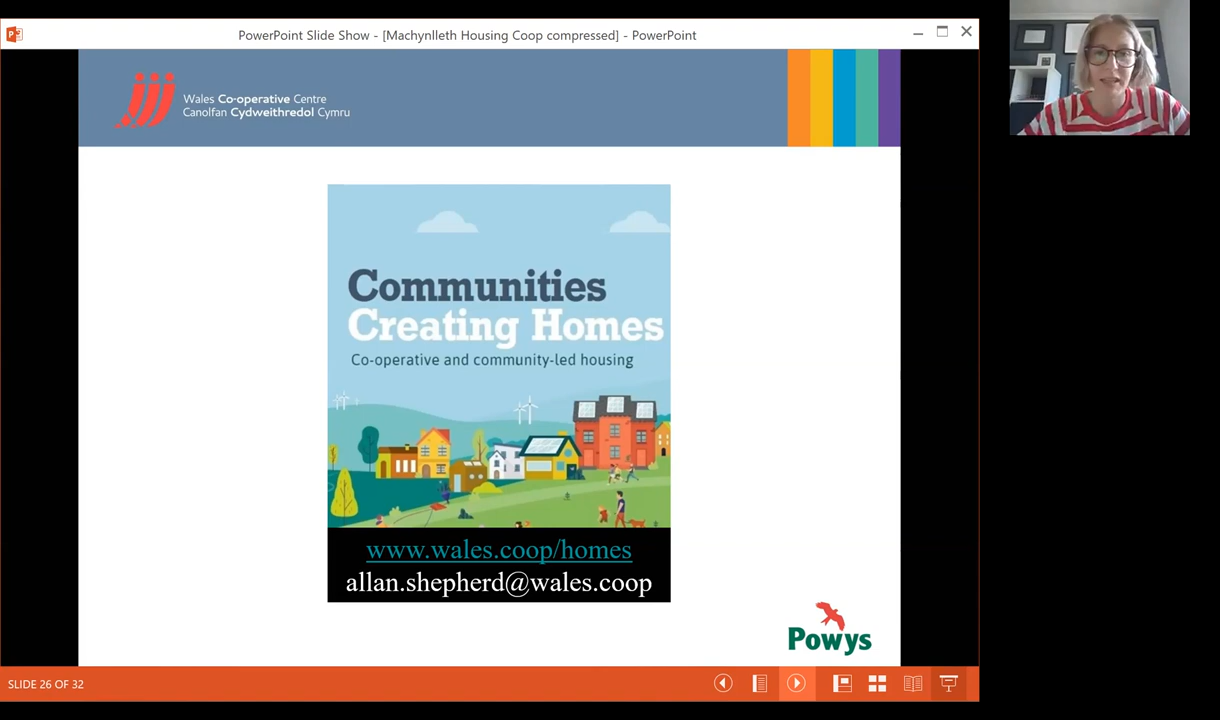 PowerPoint Slide Show - [Machynlleth Housing Coop compressed] - PowerPoint
Wales Co-operative Centre
Canolfan Cydweithredol Cymru
Communities
Creating Homes
Co-operative and community-led housing
www.wales.coop/homes
allan.shepherd@wales.coop
Powys
SLIDE 26 OF 32